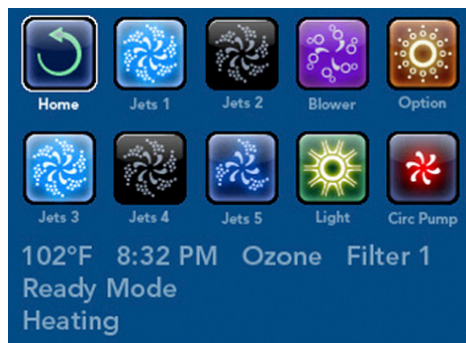 Home Jets 1 Jets 2 Blower Option
Jets 3 Jets 4 Jets 5 Light Circ Pump
102°F 8:32 PM Ozone Filter 1
Ready Mode
Heating